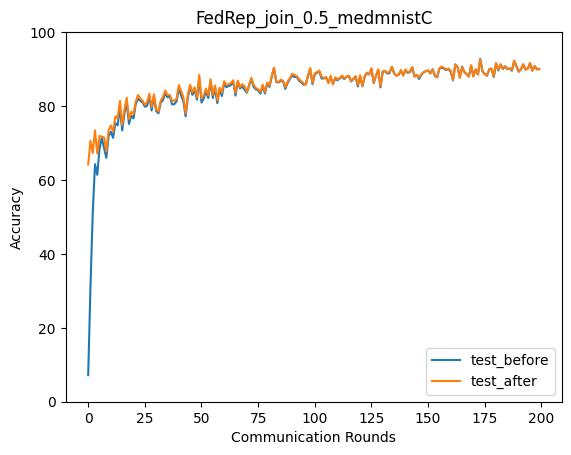 FedRep_join_0.5_medmnistC
100
80
60
40
20
0
Accuracy
test_before
test_after
0 25 50 75 100 125 150 175 200
Communication Rounds